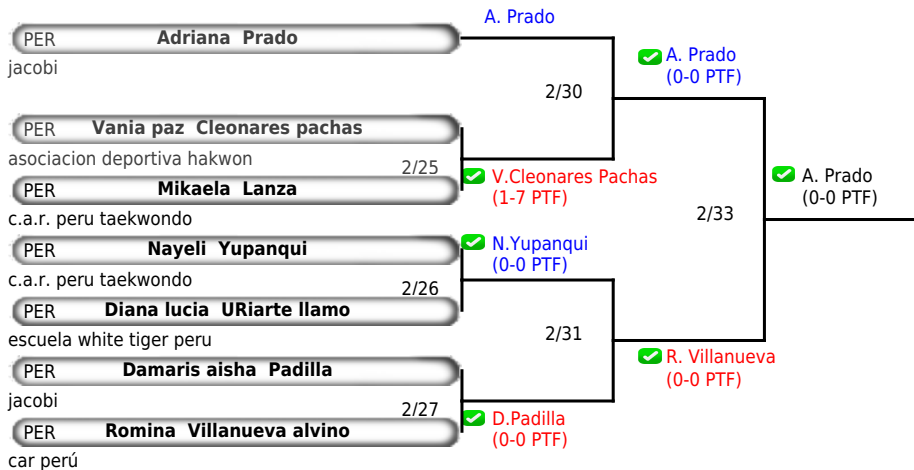 A. Prado
PER Adriana Prado
jacobi
A. Prado
(0-0 PTF)
2/30
PER Vania paz Cleonares pachas
asociacion deportiva hakwon
2/25
V.Cleonares Pachas
(1-7 PTF)
PER Mikaela Lanza
c.a.r. peru taekwondo
A. Prado
(0-0 PTF)
2/33
PER Nayeli Yupanqui
c.a.r. peru taekwondo
N.Yupanqui
(0-0 PTF)
2/26
PER Diana lucia URiarte llamo
escuela white tiger peru
2/31
R. Villanueva
(0-0 PTF)
PER Damaris aisha Padilla
jacobi
2/27
D.Padilla
(0-0 PTF)
PER Romina Villanueva alvino
car perú